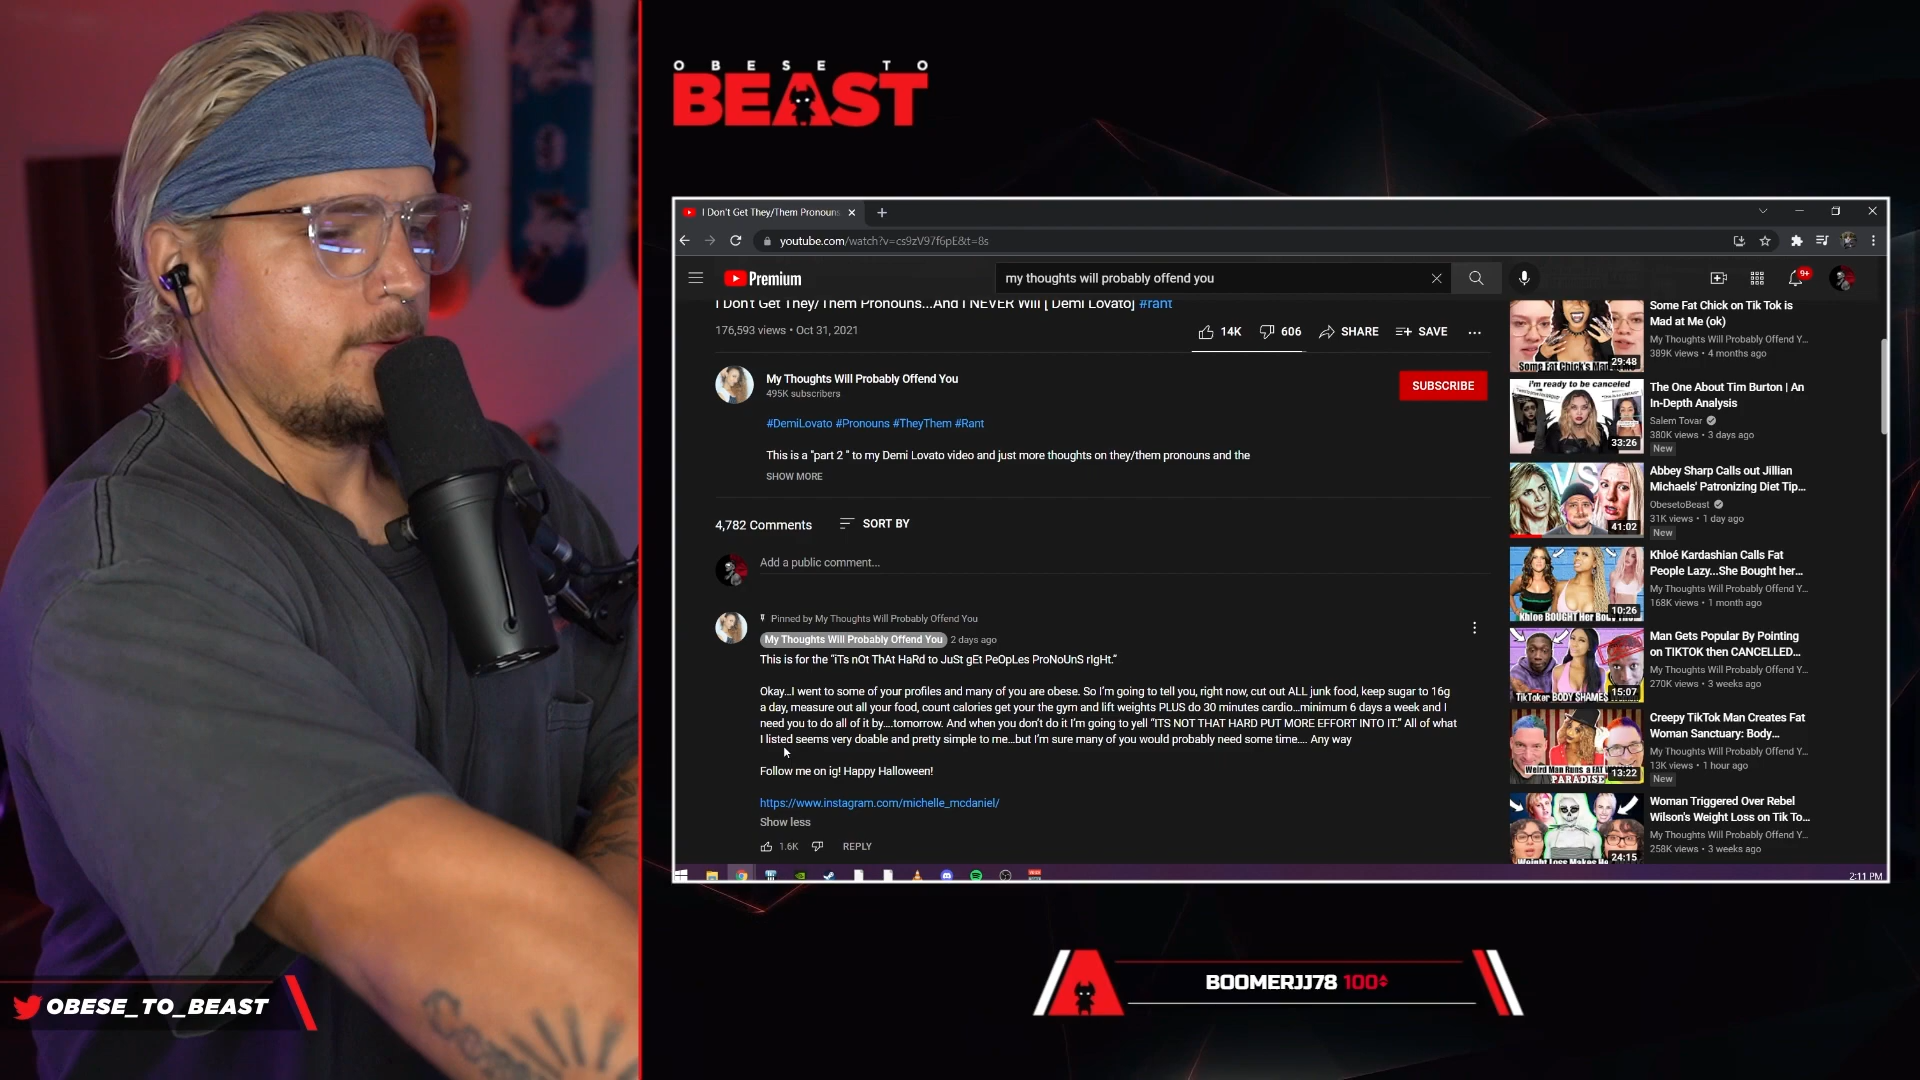 OBESE TO
BEAST
I Don't Get They/Them Pronouns
youtube.com/watch?v=cs9zV97f6pE&t=8s
Premium
my thoughts will probably offend you
9+
I Don't Get They/Them Pronouns...And I NEVER Will [ Demi Lovato] #rant
176,593 views • Oct 31, 2021
14K
606
SHARE
SAVE
My Thoughts Will Probably Offend You
495K subscribers
SUBSCRIBE
#DemiLovato #Pronouns #TheyThem #Rant
This is a "part 2 " to my Demi Lovato video and just more thoughts on they/them pronouns and the
SHOW MORE
4,782 Comments
SORT BY
Add a public comment...
Pinned by My Thoughts Will Probably Offend You
My Thoughts Will Probably Offend You 2 days ago
This is for the “iTs nOt ThAt HaRd to JuSt gEt PeOpLes ProNoUnS rIgHt.”
Okay...I went to some of your profiles and many of you are obese. So I’m going to tell you, right now, cut out ALL junk food, keep sugar to 16g
a day, measure out all your food, count calories get your the gym and lift weights PLUS do 30 minutes cardio...minimum 6 days a week and I
need you to do all of it by....tomorrow. And when you don’t do it I’m going to yell “ITS NOT THAT HARD PUT MORE EFFORT INTO IT.” All of what
I listed seems very doable and pretty simple to me...but I’m sure many of you would probably need some time.... Any way
Follow me on ig! Happy Halloween!
https://www.instagram.com/michelle_mcdaniel/
Show less
1.6K
REPLY
Some Fat Chick on Tik Tok is
Mad at Me (ok)
My Thoughts Will Probably Offend Y...
389K views • 4 months ago
29:48
i'm ready to be canceled
The One About Tim Burton | An
In-Depth Analysis
Salem Tovar
380K views • 3 days ago
New
33:26
VS
Abbey Sharp Calls out Jillian
Michaels' Patronizing Diet Tip...
ObesetoBeast
31K views • 1 day ago
New
41:02
Khloé Kardashian Calls Fat
People Lazy...She Bought her...
My Thoughts Will Probably Offend Y...
168K views • 1 month ago
10:26
Man Gets Popular By Pointing
on TIKTOK then CANCELLED...
My Thoughts Will Probably Offend Y...
270K views • 3 weeks ago
15:07
TikToker BODY SHAMES
Creepy TikTok Man Creates Fat
Woman Sanctuary: Body...
My Thoughts Will Probably Offend Y...
13K views • 1 hour ago
New
13:22
Weird Man Runs a FAT
PARADISE
Woman Triggered Over Rebel
Wilson's Weight Loss on Tik To...
My Thoughts Will Probably Offend Y...
258K views • 3 weeks ago
24:15
2:11 PM
OBESE_TO_BEAST
BOOMERJJ78 100